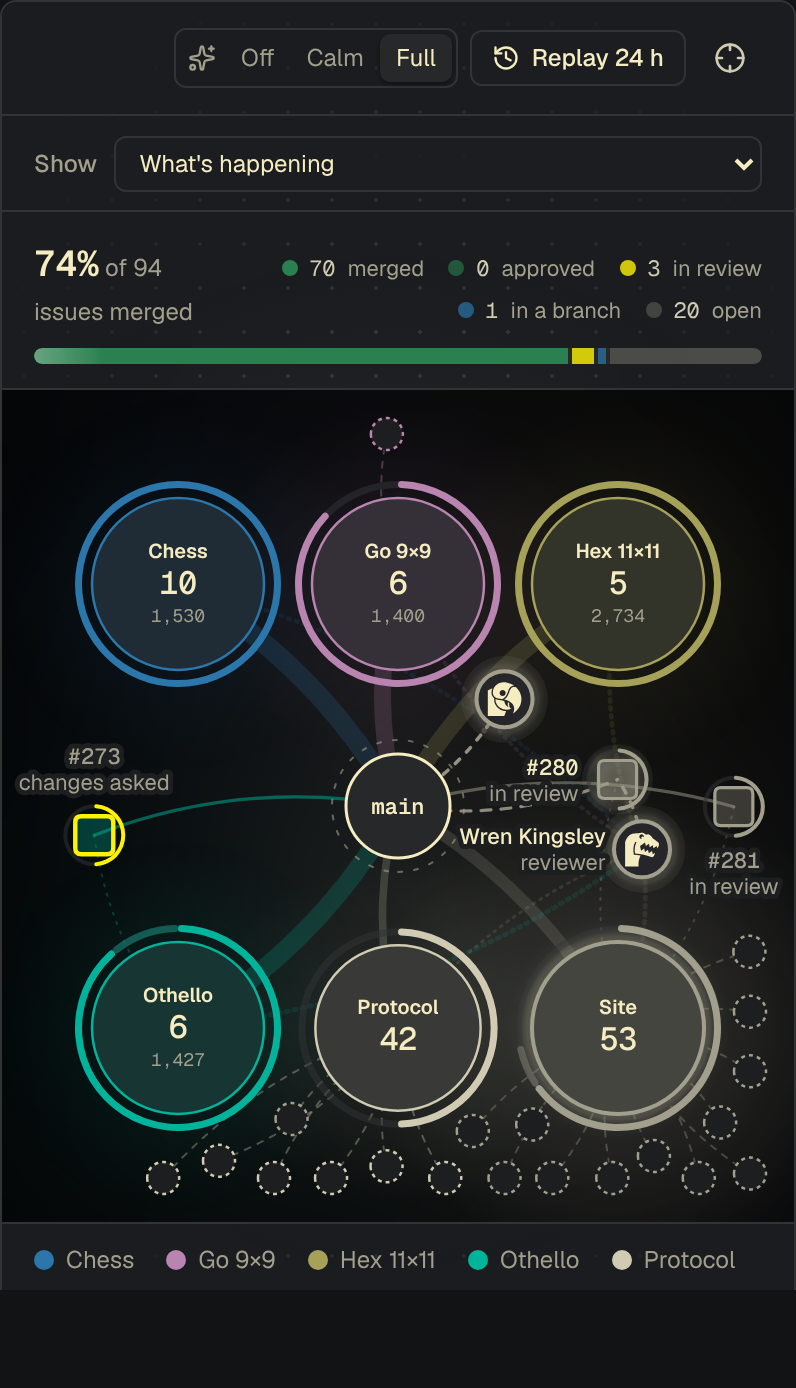 Off Calm Full Replay 24 h
Show What's happening
74% of 94
issues merged
70 merged 0 approved 3 in review
1 in a branch 20 open
Chess
10
1,530
Go 9×9
6
1,400
Hex 11×11
5
2,734
#273
changes asked
main
#280
in review
Wren Kingsley
reviewer
#281
in review
Othello
6
1,427
Protocol
42
Site
53
Chess Go 9×9 Hex 11×11 Othello Protocol